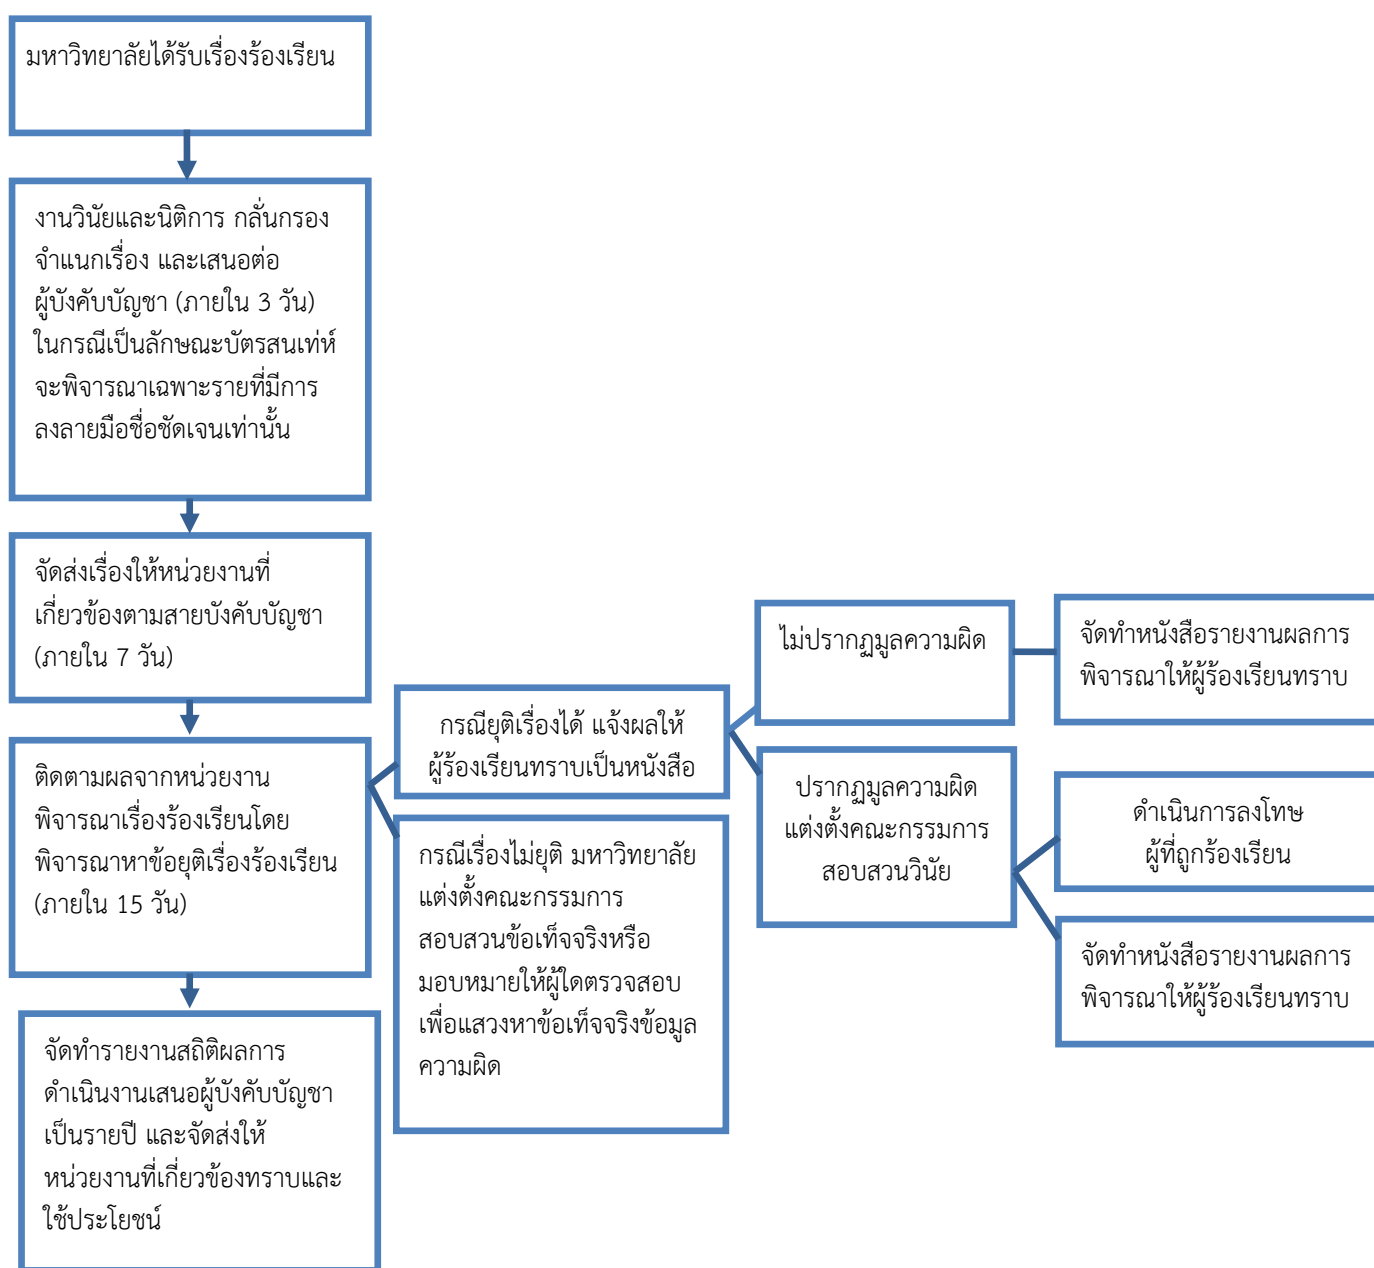 มหาวิทยาลัยได้รับเรื่องร้องเรียน
งานวินัยและนิติการ กลั่นกรอง
จำแนกเรื่อง และเสนอต่อ
ผู้บังคับบัญชา (ภายใน 3 วัน)
ในกรณีเป็นลักษณะบัตรสนเท่ห์
จะพิจารณาเฉพาะรายที่มีการ
ลงลายมือชื่อชัดเจนเท่านั้น
จัดส่งเรื่องให้หน่วยงานที่
เกี่ยวข้องตามสายบังคับบัญชา
(ภายใน 7 วัน)
ติดตามผลจากหน่วยงาน
พิจารณาเรื่องร้องเรียนโดย
พิจารณาหาข้อยุติเรื่องร้องเรียน
(ภายใน 15 วัน)
จัดทำรายงานสถิติผลการ
ดำเนินงานเสนอผู้บังคับบัญชา
เป็นรายปี และจัดส่งให้
หน่วยงานที่เกี่ยวข้องทราบและ
ใช้ประโยชน์
กรณียุติเรื่องได้ แจ้งผลให้
ผู้ร้องเรียนทราบเป็นหนังสือ
กรณีเรื่องไม่ยุติ มหาวิทยาลัย
แต่งตั้งคณะกรรมการ
สอบสวนข้อเท็จจริงหรือ
มอบหมายให้ผู้ใดตรวจสอบ
เพื่อแสวงหาข้อเท็จจริงข้อมูล
ความผิด
ไม่ปรากฏมูลความผิด
ปรากฏมูลความผิด
แต่งตั้งคณะกรรมการ
สอบสวนวินัย
จัดทำหนังสือรายงานผลการ
พิจารณาให้ผู้ร้องเรียนทราบ
ดำเนินการลงโทษ
ผู้ที่ถูกร้องเรียน
จัดทำหนังสือรายงานผลการ
พิจารณาให้ผู้ร้องเรียนทราบ